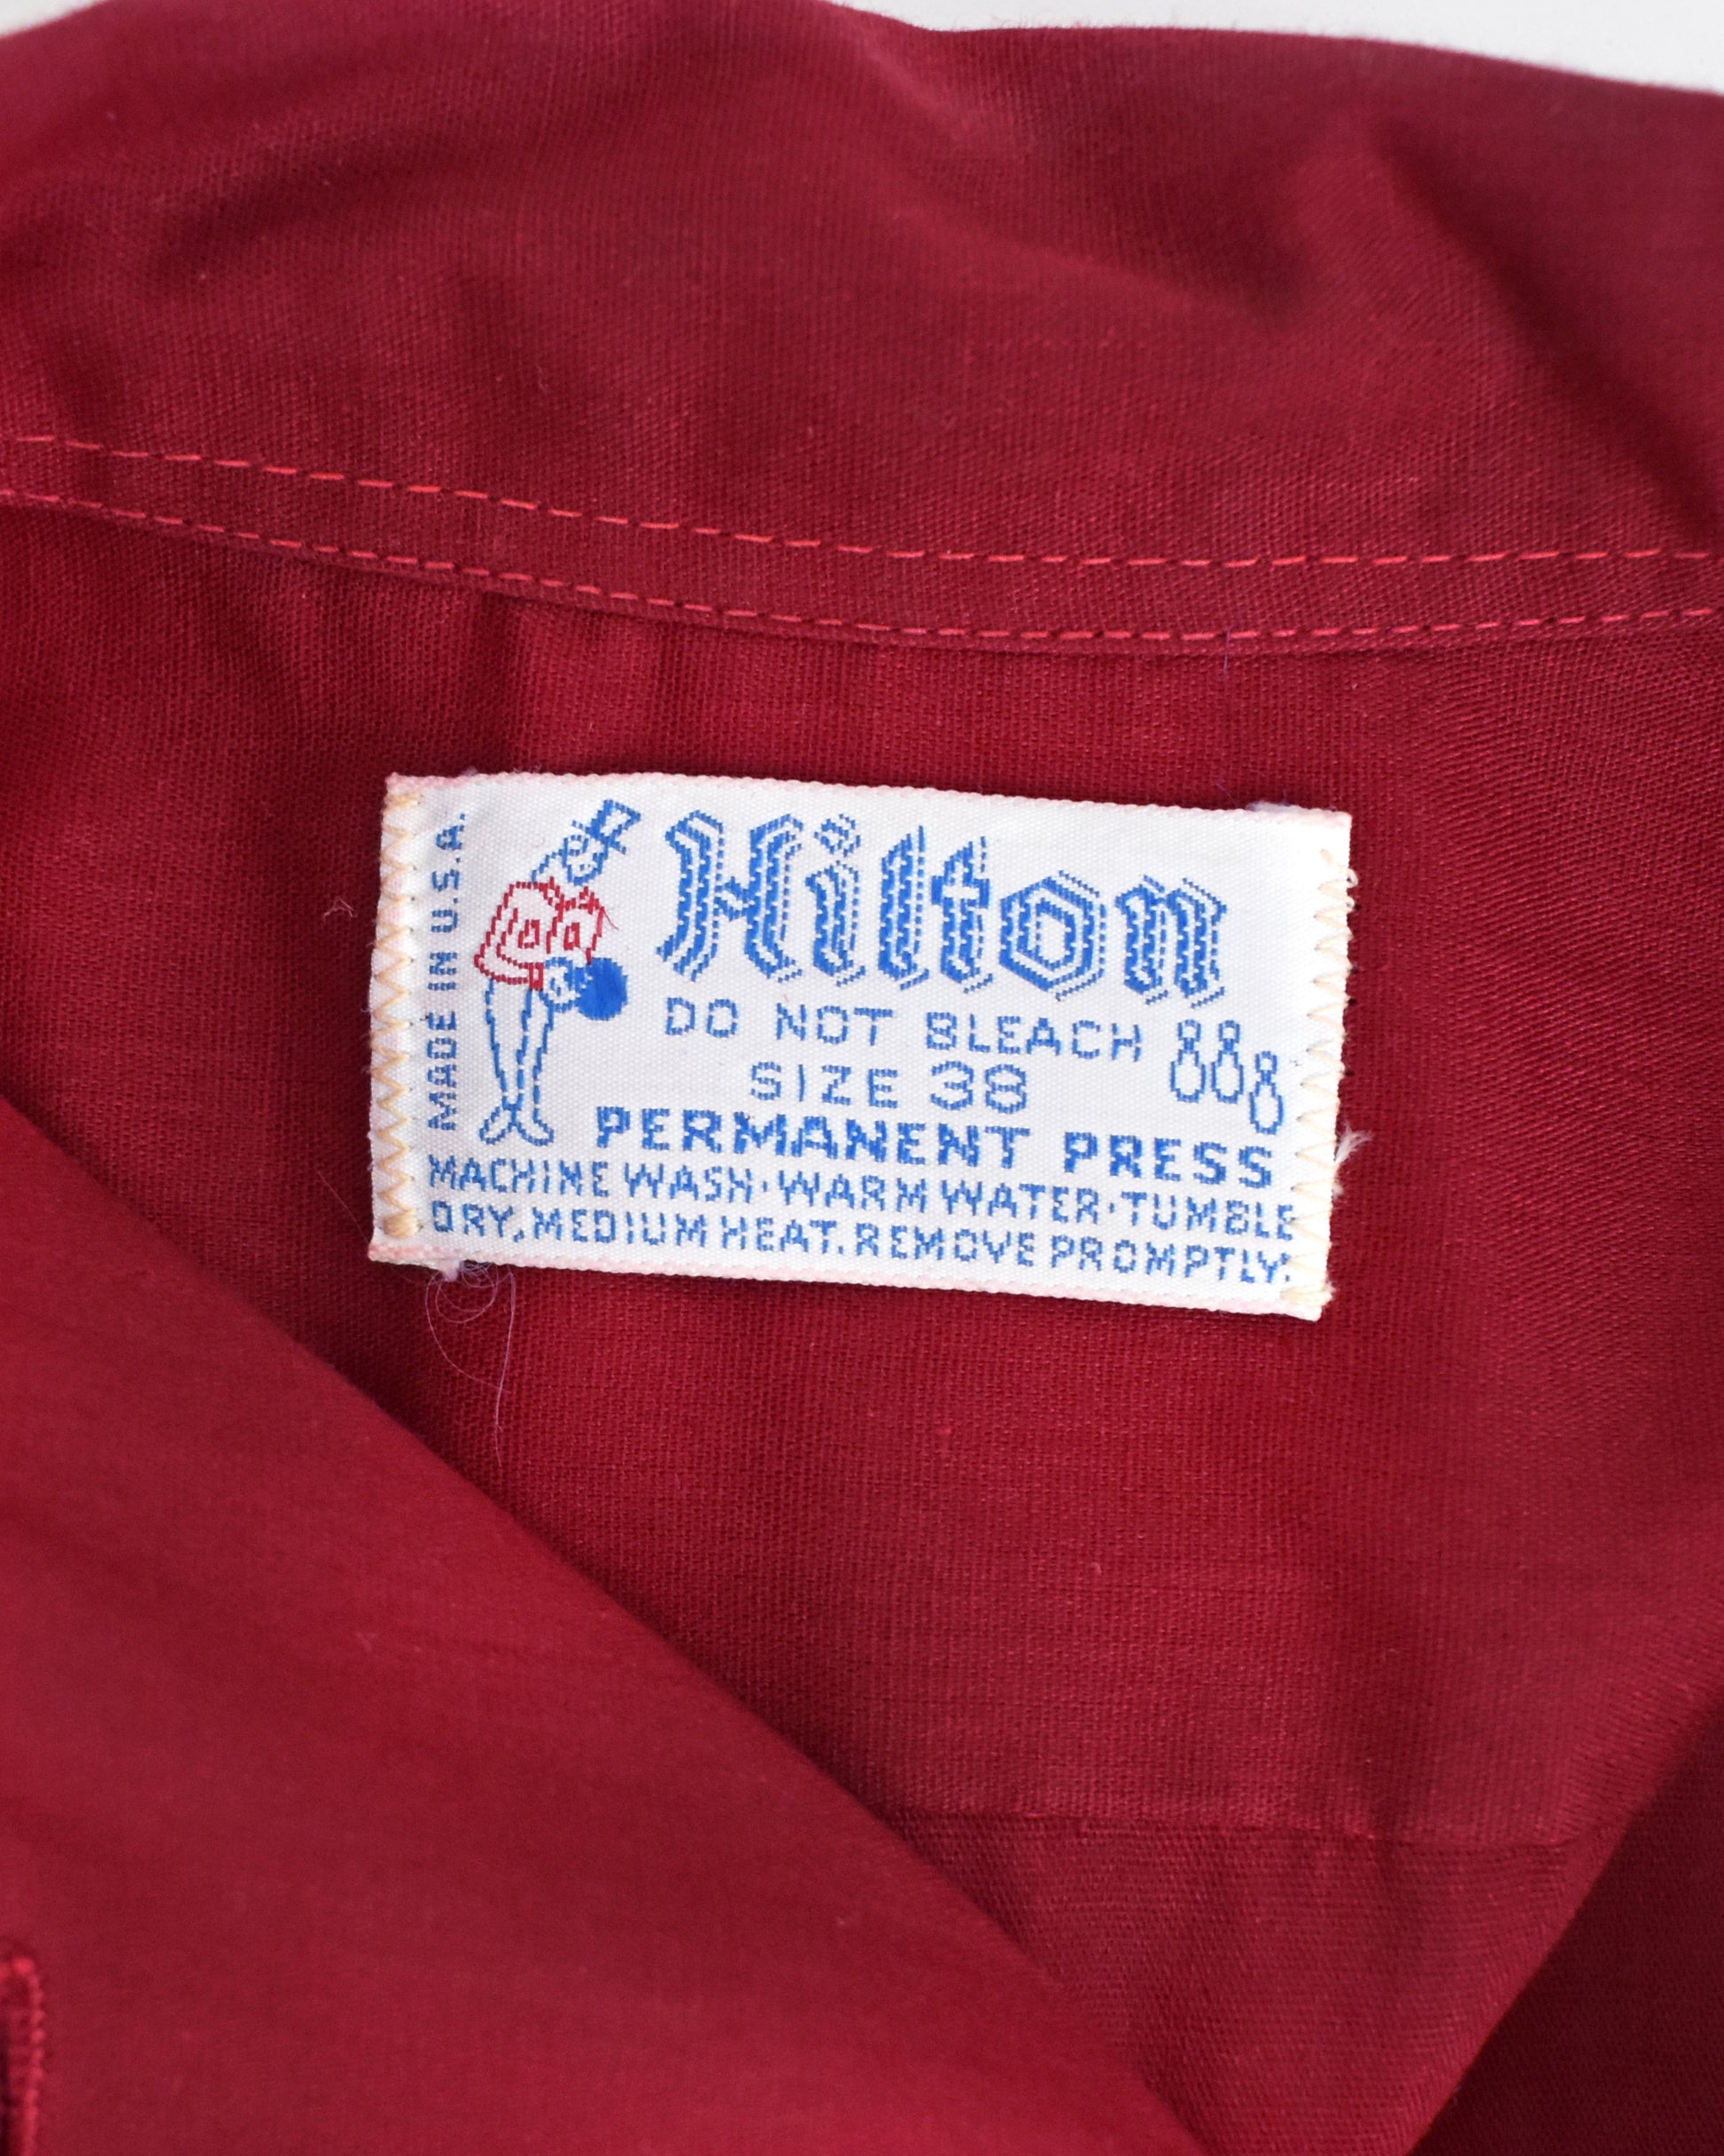 MADE IN U.S.A.
Hilton
DO NOT BLEACH
SIZE 38
PERMANENT PRESS
MACHINE WASH·WARM WATER·TUMBLE
DRY, MEDIUM HEAT. REMOVE PROMPTLY.